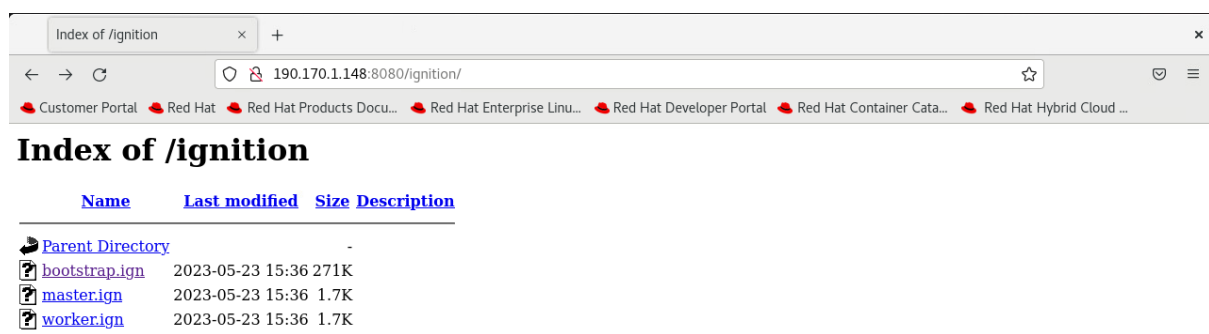 Index of /ignition
190.170.1.148:8080/ignition/
Customer Portal Red Hat Red Hat Products Docu... Red Hat Enterprise Linu... Red Hat Developer Portal Red Hat Container Cata... Red Hat Hybrid Cloud ...
Index of /ignition
Name Last modified Size Description
Parent Directory -
bootstrap.ign 2023-05-23 15:36 271K
master.ign 2023-05-23 15:36 1.7K
worker.ign 2023-05-23 15:36 1.7K